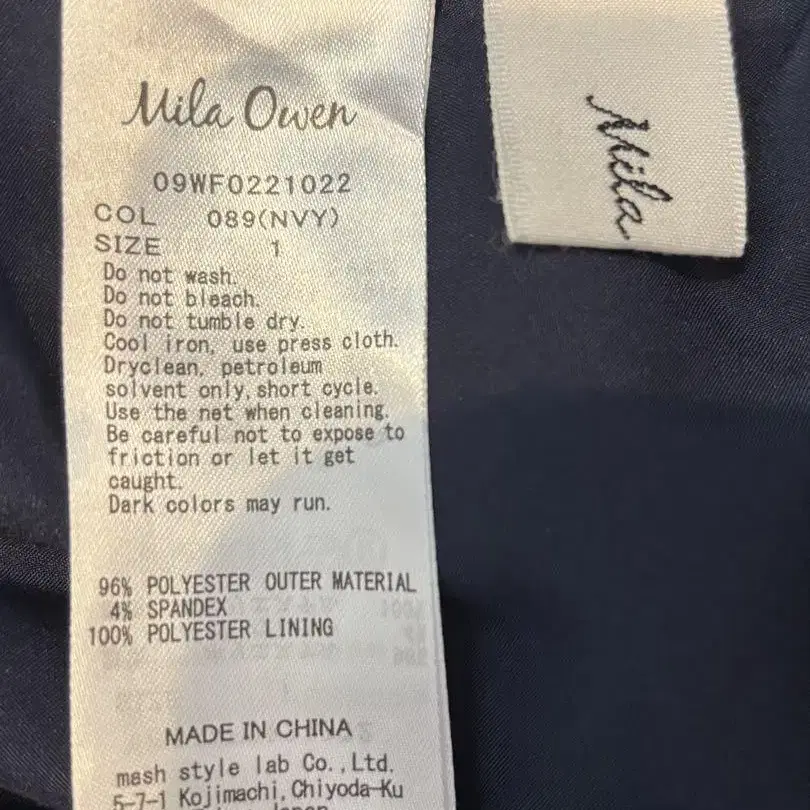 Mila Owen
09WF0221022
COL 089(NVY)
SIZE 1
Do not wash.
Do not bleach.
Do not tumble dry.
Cool iron, use press cloth.
Dryclean, petroleum
solvent only,short cycle.
Use the net when cleaning.
Be careful not to expose to
friction or let it get
caught.
Dark colors may run.
96% POLYESTER OUTER MATERIAL
4% SPANDEX
100% POLYESTER LINING
MADE IN CHINA
mash style lab Co.,Ltd.
5-7-1 Kojimachi,Chiyoda-Ku
Japan
Mila